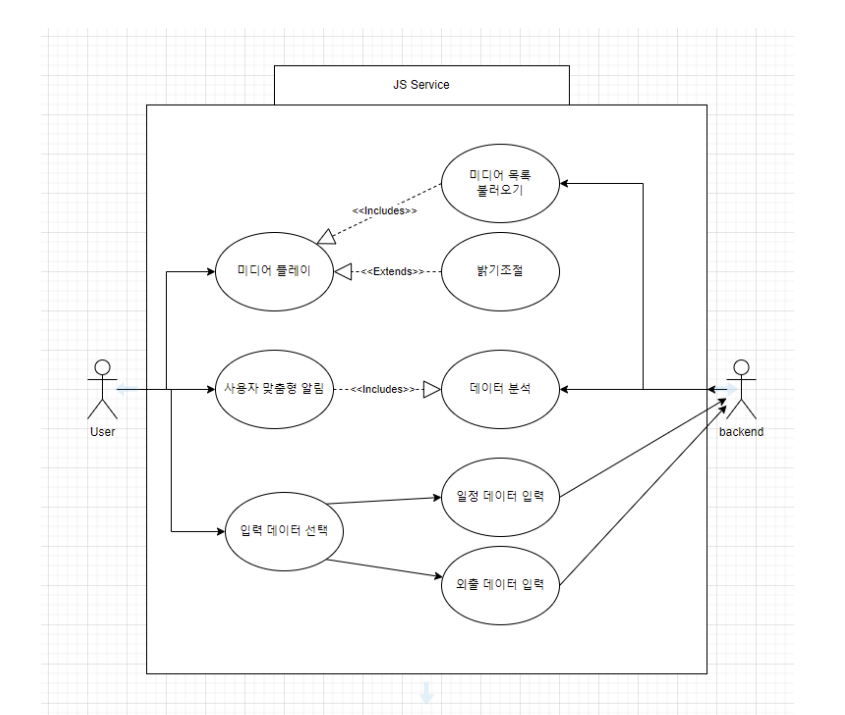 JS Service
미디어 목록
불러오기
<<Includes>>
미디어 플레이
<<Extends>>
밝기조절
사용자 맞춤형 알림
<<Includes>>
데이터 분석
User
backend
일정 데이터 입력
입력 데이터 선택
외출 데이터 입력